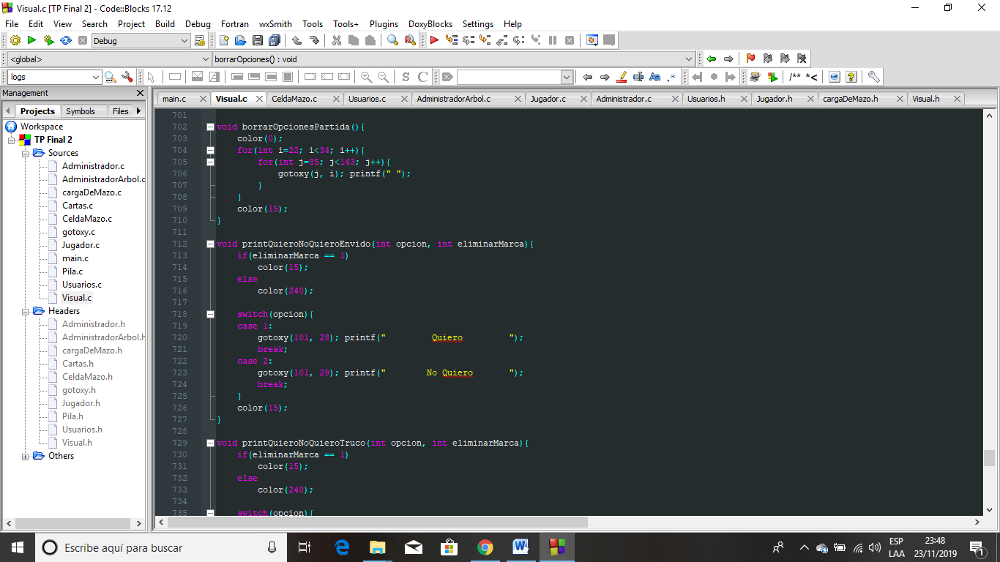 Visual.c [TP Final 2] - Code::Blocks 17.12
File Edit View Search Project Build Debug Fortran wxSmith Tools Tools+ Plugins DoxyBlocks Settings Help
Debug
<global> borrarOpciones() : void
logs S C /** *<
Management
main.c Visual.c CeldaMazo.c Usuarios.c AdministradorArbol.c Jugador.c Administrador.c Usuarios.h Jugador.h cargaDeMazo.h Visual.h
Projects Symbols Files
Workspace
TP Final 2
Sources
Administrador.c
AdministradorArbol.c
cargaDeMazo.c
Cartas.c
CeldaMazo.c
gotoxy.c
Jugador.c
main.c
Pila.c
Usuarios.c
Visual.c
Headers
Administrador.h
AdministradorArbol.h
cargaDeMazo.h
Cartas.h
CeldaMazo.h
gotoxy.h
Jugador.h
Pila.h
Usuarios.h
Visual.h
Others
701
702 void borrarOpcionesPartida(){
703 color(0);
704 for(int i=22; i<34; i++){
705 for(int j=85; j<143; j++){
706 gotoxy(j, i); printf(" ");
707 }
708 }
709 color(15);
710 }
711
712 void printQuieroNoQuieroEnvido(int opcion, int eliminarMarca){
713 if(eliminarMarca == 1)
714 color(15);
715 else
716 color(240);
717
718 switch(opcion){
719 case 1:
720 gotoxy(101, 28); printf("         Quiero         ");
721 break;
722 case 2:
723 gotoxy(101, 29); printf("        No Quiero       ");
724 break;
725 }
726 color(15);
727 }
728
729 void printQuieroNoQuieroTruco(int opcion, int eliminarMarca){
730 if(eliminarMarca == 1)
731 color(15);
732 else
733 color(240);
734
735 switch(opcion){
Escribe aquí para buscar
ESP
LAA
23:48
23/11/2019
1